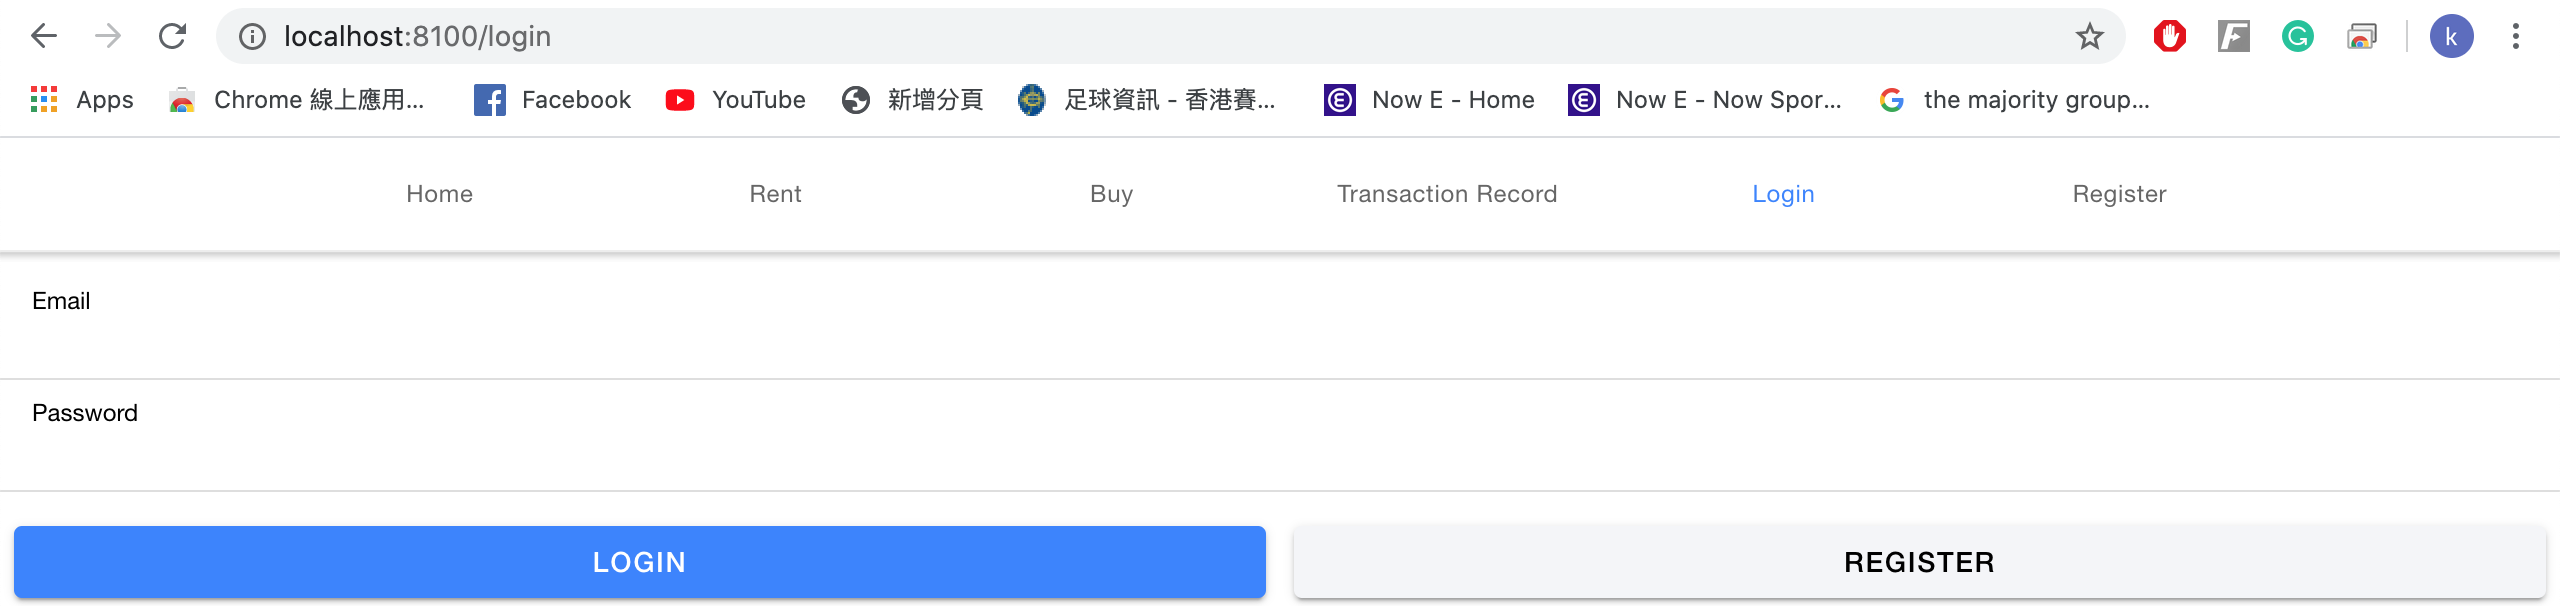 localhost:8100/login
k
Apps Chrome 線上應用... Facebook YouTube 新增分頁 足球資訊 - 香港賽... Now E - Home Now E - Now Spor... the majority group...
Home Rent Buy Transaction Record Login Register
Email
Password
LOGIN REGISTER